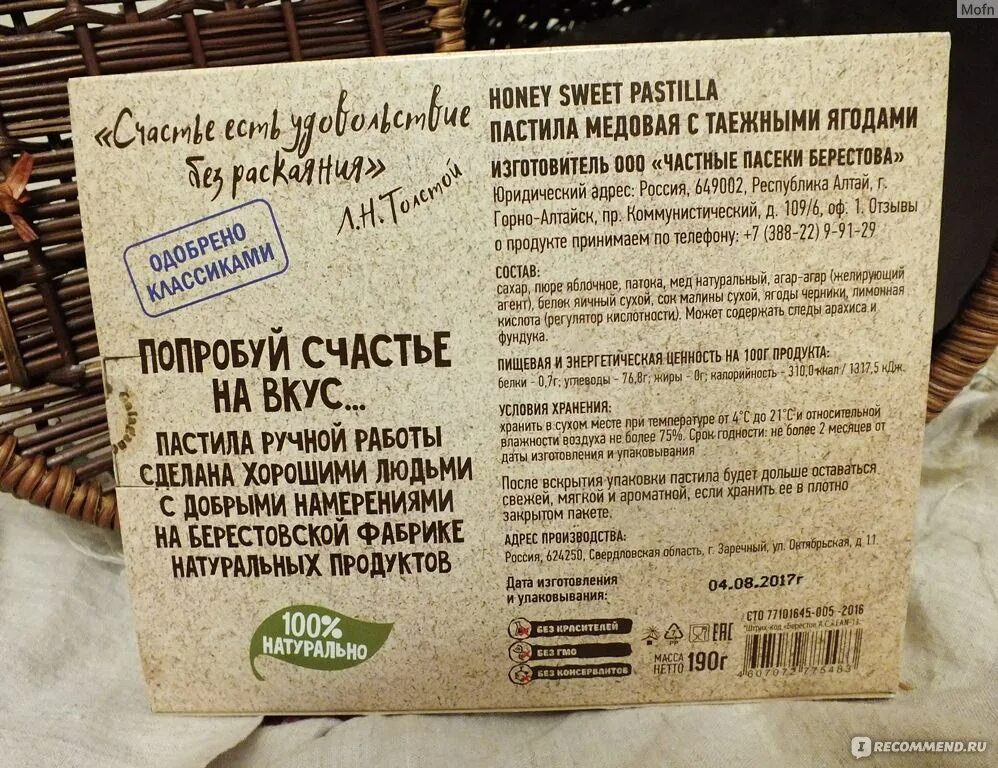 Mofn
«Счастье есть удовольствие
без раскаяния»
Л.Н.Толстой
ОДОБРЕНО
КЛАССИКАМИ
ПОПРОБУЙ СЧАСТЬЕ
НА ВКУС...
ПАСТИЛА РУЧНОЙ РАБОТЫ
СДЕЛАНА ХОРОШИМИ ЛЮДЬМИ
С ДОБРЫМИ НАМЕРЕНИЯМИ
НА БЕРЕСТОВСКОЙ ФАБРИКЕ
НАТУРАЛЬНЫХ ПРОДУКТОВ
100%
НАТУРАЛЬНО
HONEY SWEET PASTILLA
ПАСТИЛА МЕДОВАЯ С ТАЕЖНЫМИ ЯГОДАМИ
ИЗГОТОВИТЕЛЬ ООО «ЧАСТНЫЕ ПАСЕКИ БЕРЕСТОВА»
Юридический адрес: Россия, 649002, Республика Алтай, г.
Горно-Алтайск, пр. Коммунистический, д. 109/6, оф. 1. Отзывы
о продукте принимаем по телефону: +7 (388-22) 9-91-29
СОСТАВ:
сахар, пюре яблочное, патока, мед натуральный, агар-агар (желирующий
агент), белок яичный сухой, сок малины сухой, ягоды черники, лимонная
кислота (регулятор кислотности). Может содержать следы арахиса и
фундука.
ПИЩЕВАЯ И ЭНЕРГЕТИЧЕСКАЯ ЦЕННОСТЬ НА 100Г ПРОДУКТА:
белки - 0,7г; углеводы - 76,8г; жиры - 0г; калорийность - 310,0 ккал / 1317,5 кДж.
УСЛОВИЯ ХРАНЕНИЯ:
хранить в сухом месте при температуре от 4°С до 21°С и относительной
влажности воздуха не более 75%. Срок годности: не более 2 месяцев от
даты изготовления и упаковывания
После вскрытия упаковки пастила будет дольше оставаться
свежей, мягкой и ароматной, если хранить ее в плотно
закрытом пакете.
АДРЕС ПРОИЗВОДСТВА:
Россия, 624250, Свердловская область, г. Заречный, ул. Октябрьская, д. 11.
Дата изготовления
и упаковывания:
04.08.2017г
СТО 77101645-005-2016
БЕЗ КРАСИТЕЛЕЙ
БЕЗ ГМО
БЕЗ КОНСЕРВАНТОВ
EAC
МАССА
НЕТТО 190г
4607072775483
IRECOMMEND.RU